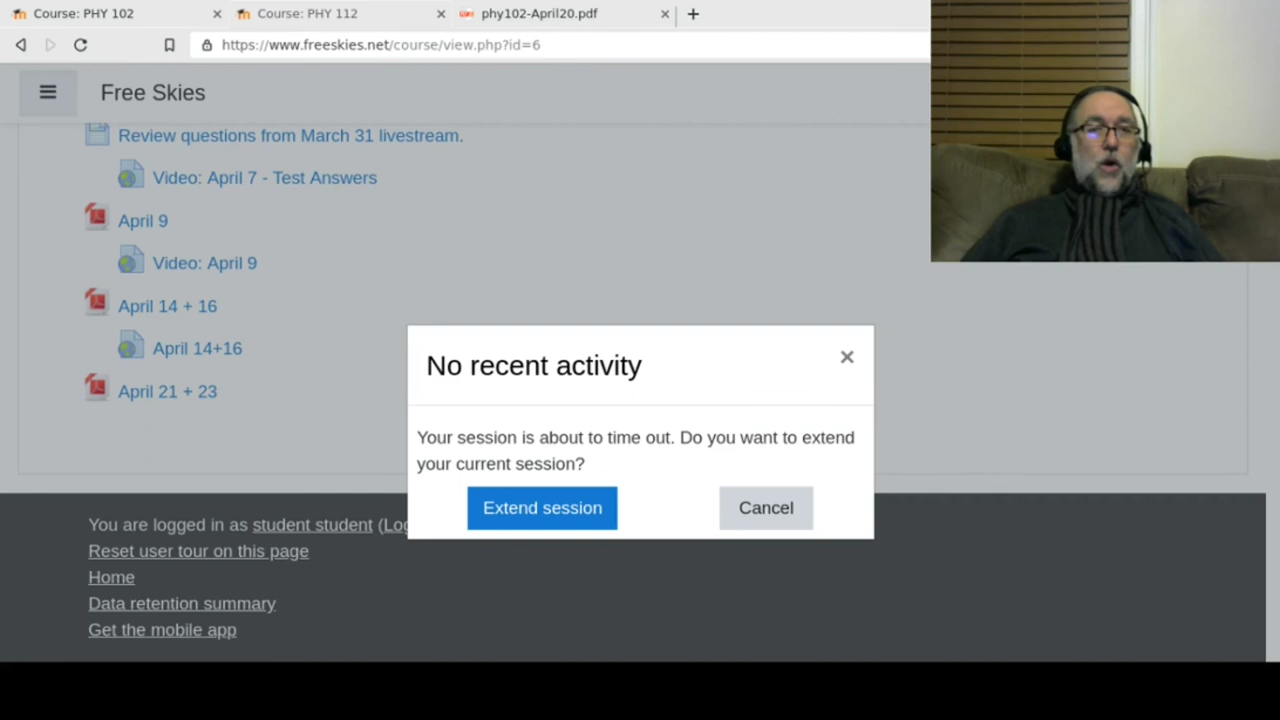 Course: PHY 102
Course: PHY 112
phy102-April20.pdf
https://www.freeskies.net/course/view.php?id=6
Free Skies
Review questions from March 31 livestream.
Video: April 7 - Test Answers
April 9
Video: April 9
April 14 + 16
April 14+16
April 21 + 23
No recent activity
Your session is about to time out. Do you want to extend
your current session?
Extend session
Cancel
You are logged in as student student (Log
Reset user tour on this page
Home
Data retention summary
Get the mobile app